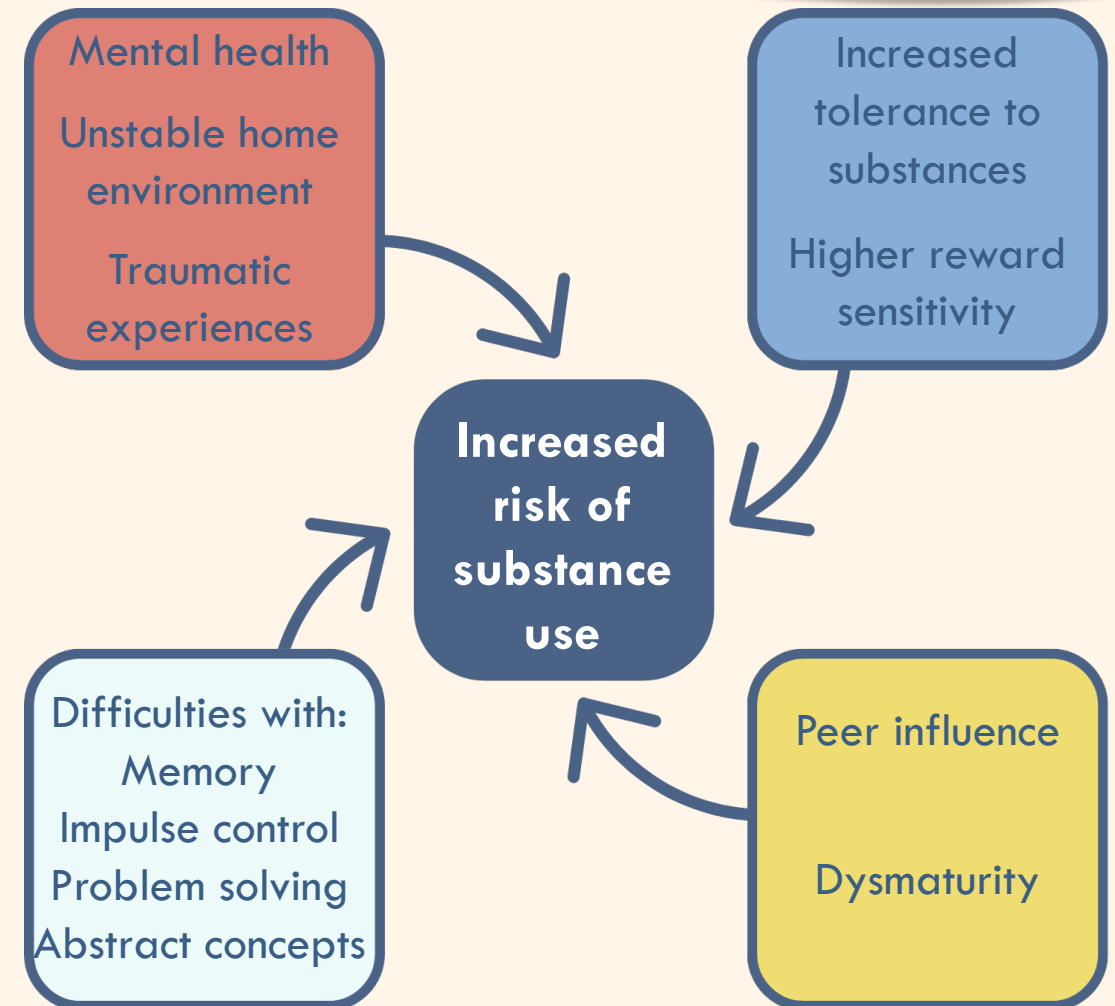 Mental health
Unstable home
environment
Traumatic
experiences
Increased
tolerance to
substances
Higher reward
sensitivity
Increased
risk of
substance
use
Difficulties with:
Memory
Impulse control
Problem solving
Abstract concepts
Peer influence
Dysmaturity